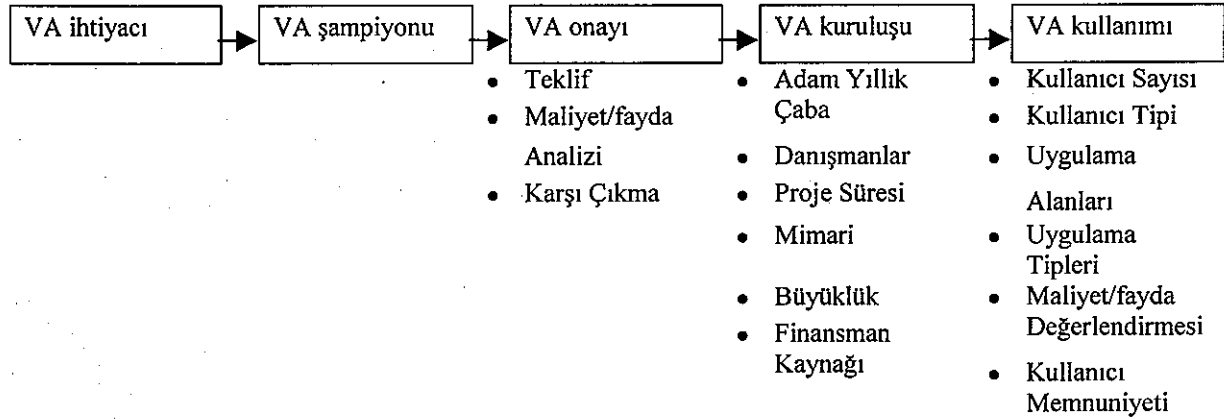 VA ihtiyacı
VA şampiyonu
VA onayı
• Teklif
• Maliyet/fayda
Analizi
• Karşı Çıkma
VA kuruluşu
• Adam Yıllık
Çaba
• Danışmanlar
• Proje Süresi
• Mimari
• Büyüklük
• Finansman
Kaynağı
VA kullanımı
• Kullanıcı Sayısı
• Kullanıcı Tipi
• Uygulama
Alanları
• Uygulama
Tipleri
• Maliyet/fayda
Değerlendirmesi
• Kullanıcı
Memnuniyeti